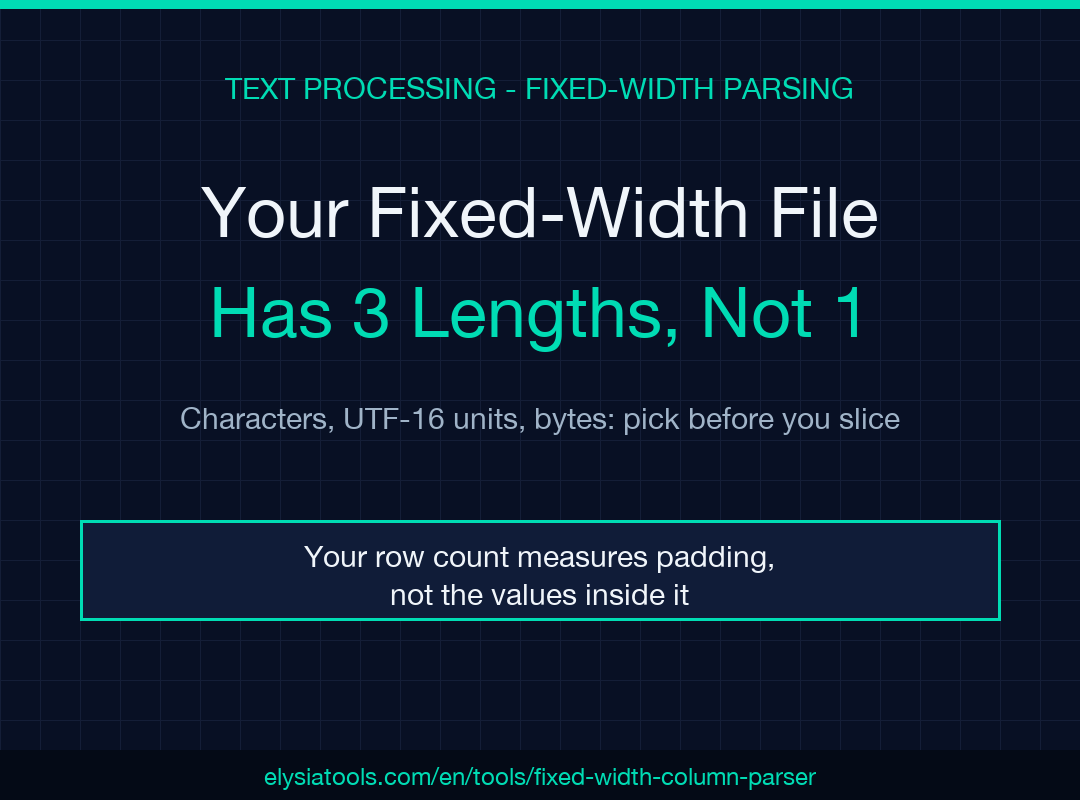 TEXT PROCESSING - FIXED-WIDTH PARSING
Your Fixed-Width File
Has 3 Lengths, Not 1
Characters, UTF-16 units, bytes: pick before you slice
Your row count measures padding,
not the values inside it
elysiatools.com/en/tools/fixed-width-column-parser